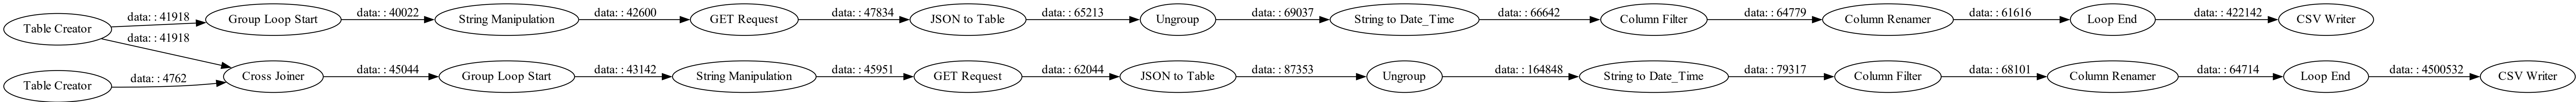 Table Creator
data: : 41918
Group Loop Start
data: : 40022
String Manipulation
data: : 42600
GET Request
data: : 47834
JSON to Table
data: : 65213
Ungroup
data: : 69037
String to Date_Time
data: : 66642
Column Filter
data: : 64779
Column Renamer
data: : 61616
Loop End
data: : 422142
CSV Writer
data: : 41918
Table Creator
data: : 4762
Cross Joiner
data: : 45044
Group Loop Start
data: : 43142
String Manipulation
data: : 45951
GET Request
data: : 62044
JSON to Table
data: : 87353
Ungroup
data: : 164848
String to Date_Time
data: : 79317
Column Filter
data: : 68101
Column Renamer
data: : 64714
Loop End
data: : 4500532
CSV Writer